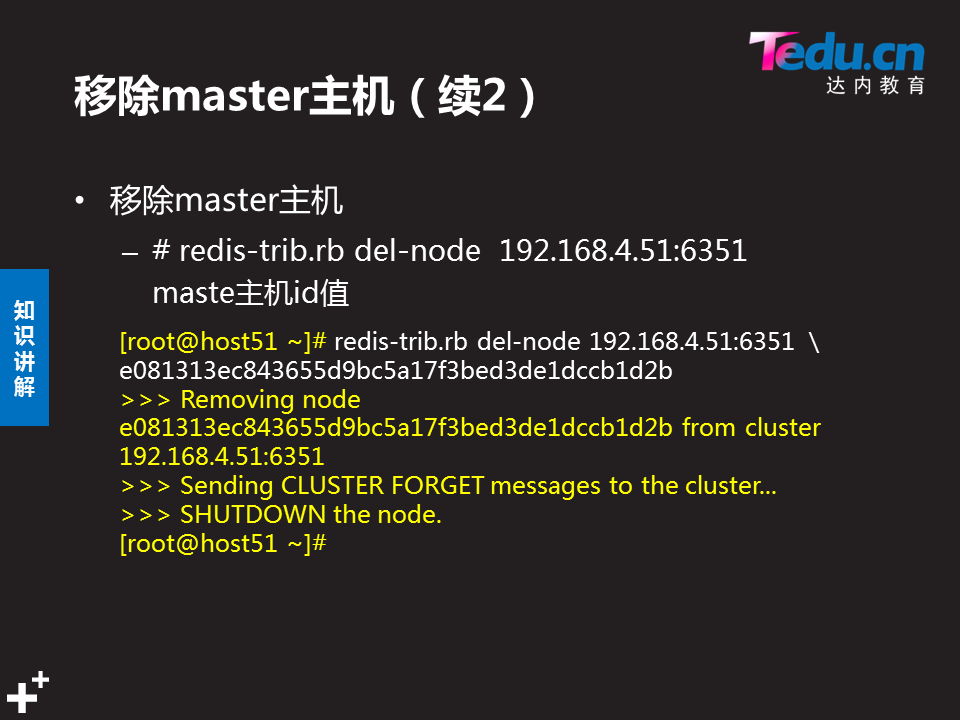 Tedu.cn
达内教育
移除master主机（续2）
• 移除master主机
– # redis-trib.rb del-node 192.168.4.51:6351
maste主机id值
知
识
讲
解
[root@host51 ~]# redis-trib.rb del-node 192.168.4.51:6351 \
e081313ec843655d9bc5a17f3bed3de1dccb1d2b
>>> Removing node
e081313ec843655d9bc5a17f3bed3de1dccb1d2b from cluster
192.168.4.51:6351
>>> Sending CLUSTER FORGET messages to the cluster...
>>> SHUTDOWN the node.
[root@host51 ~]#